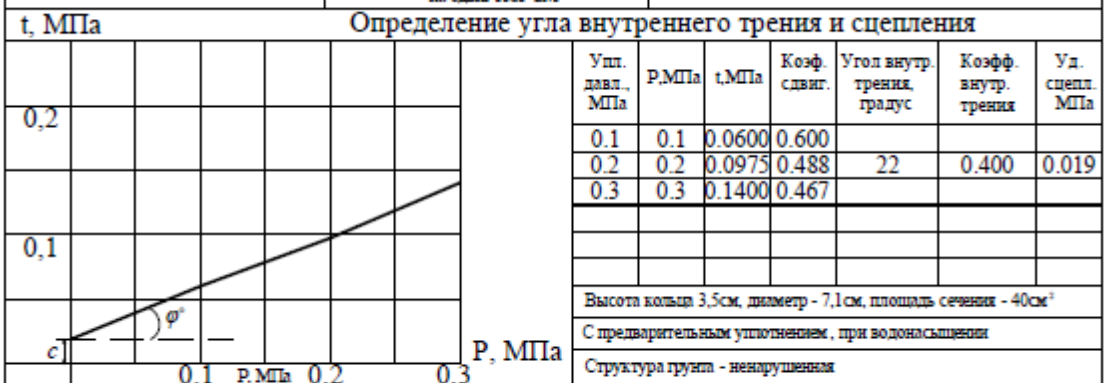 t, МПа
Определение угла внутреннего трения и сцепления
0,2
0,1
φ°
c
0.1 Р, МПа 0.2 0.3
Р, МПа
Упл. давл., МПа Р,МПа t,МПа Коэф. сдвиг. Угол внутр. трения, градус Коэфф. внутр. трения Уд. сцепл. МПа
0.1 0.1 0.0600 0.600
0.2 0.2 0.0975 0.488 22 0.400 0.019
0.3 0.3 0.1400 0.467
Высота кольца 3,5см, диаметр - 7,1см, площадь сечения - 40см²
С предварительным уплотнением, при водонасыщении
Структура грунта - ненарушенная